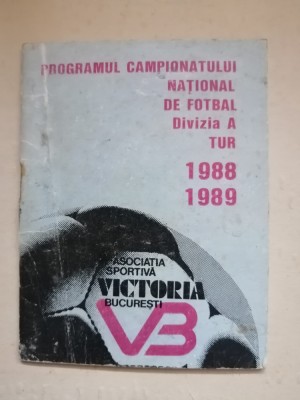 PROGRAMUL CAMPIONATULUI
NAȚIONAL
DE FOTBAL
Divizia A
TUR
1988
1989
ASOCIAȚIA
SPORTIVĂ
VICTORIA
BUCUREȘTI
VB